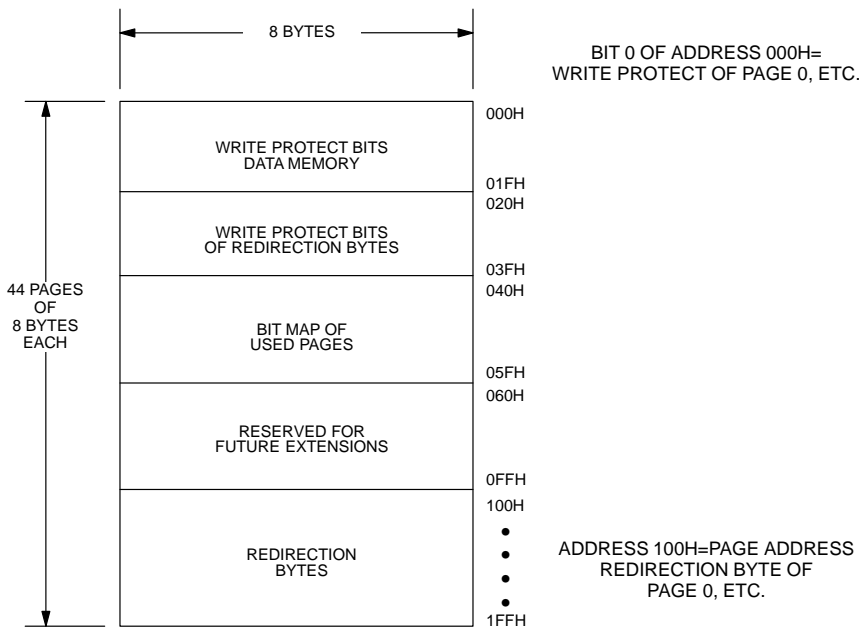 8 BYTES
BIT 0 OF ADDRESS 000H=
WRITE PROTECT OF PAGE 0, ETC.
000H
WRITE PROTECT BITS
DATA MEMORY
01FH
020H
WRITE PROTECT BITS
OF REDIRECTION BYTES
03FH
040H
44 PAGES
OF
8 BYTES
EACH
BIT MAP OF
USED PAGES
05FH
060H
RESERVED FOR
FUTURE EXTENSIONS
0FFH
100H
REDIRECTION
BYTES
ADDRESS 100H=PAGE ADDRESS
REDIRECTION BYTE OF
PAGE 0, ETC.
1FFH